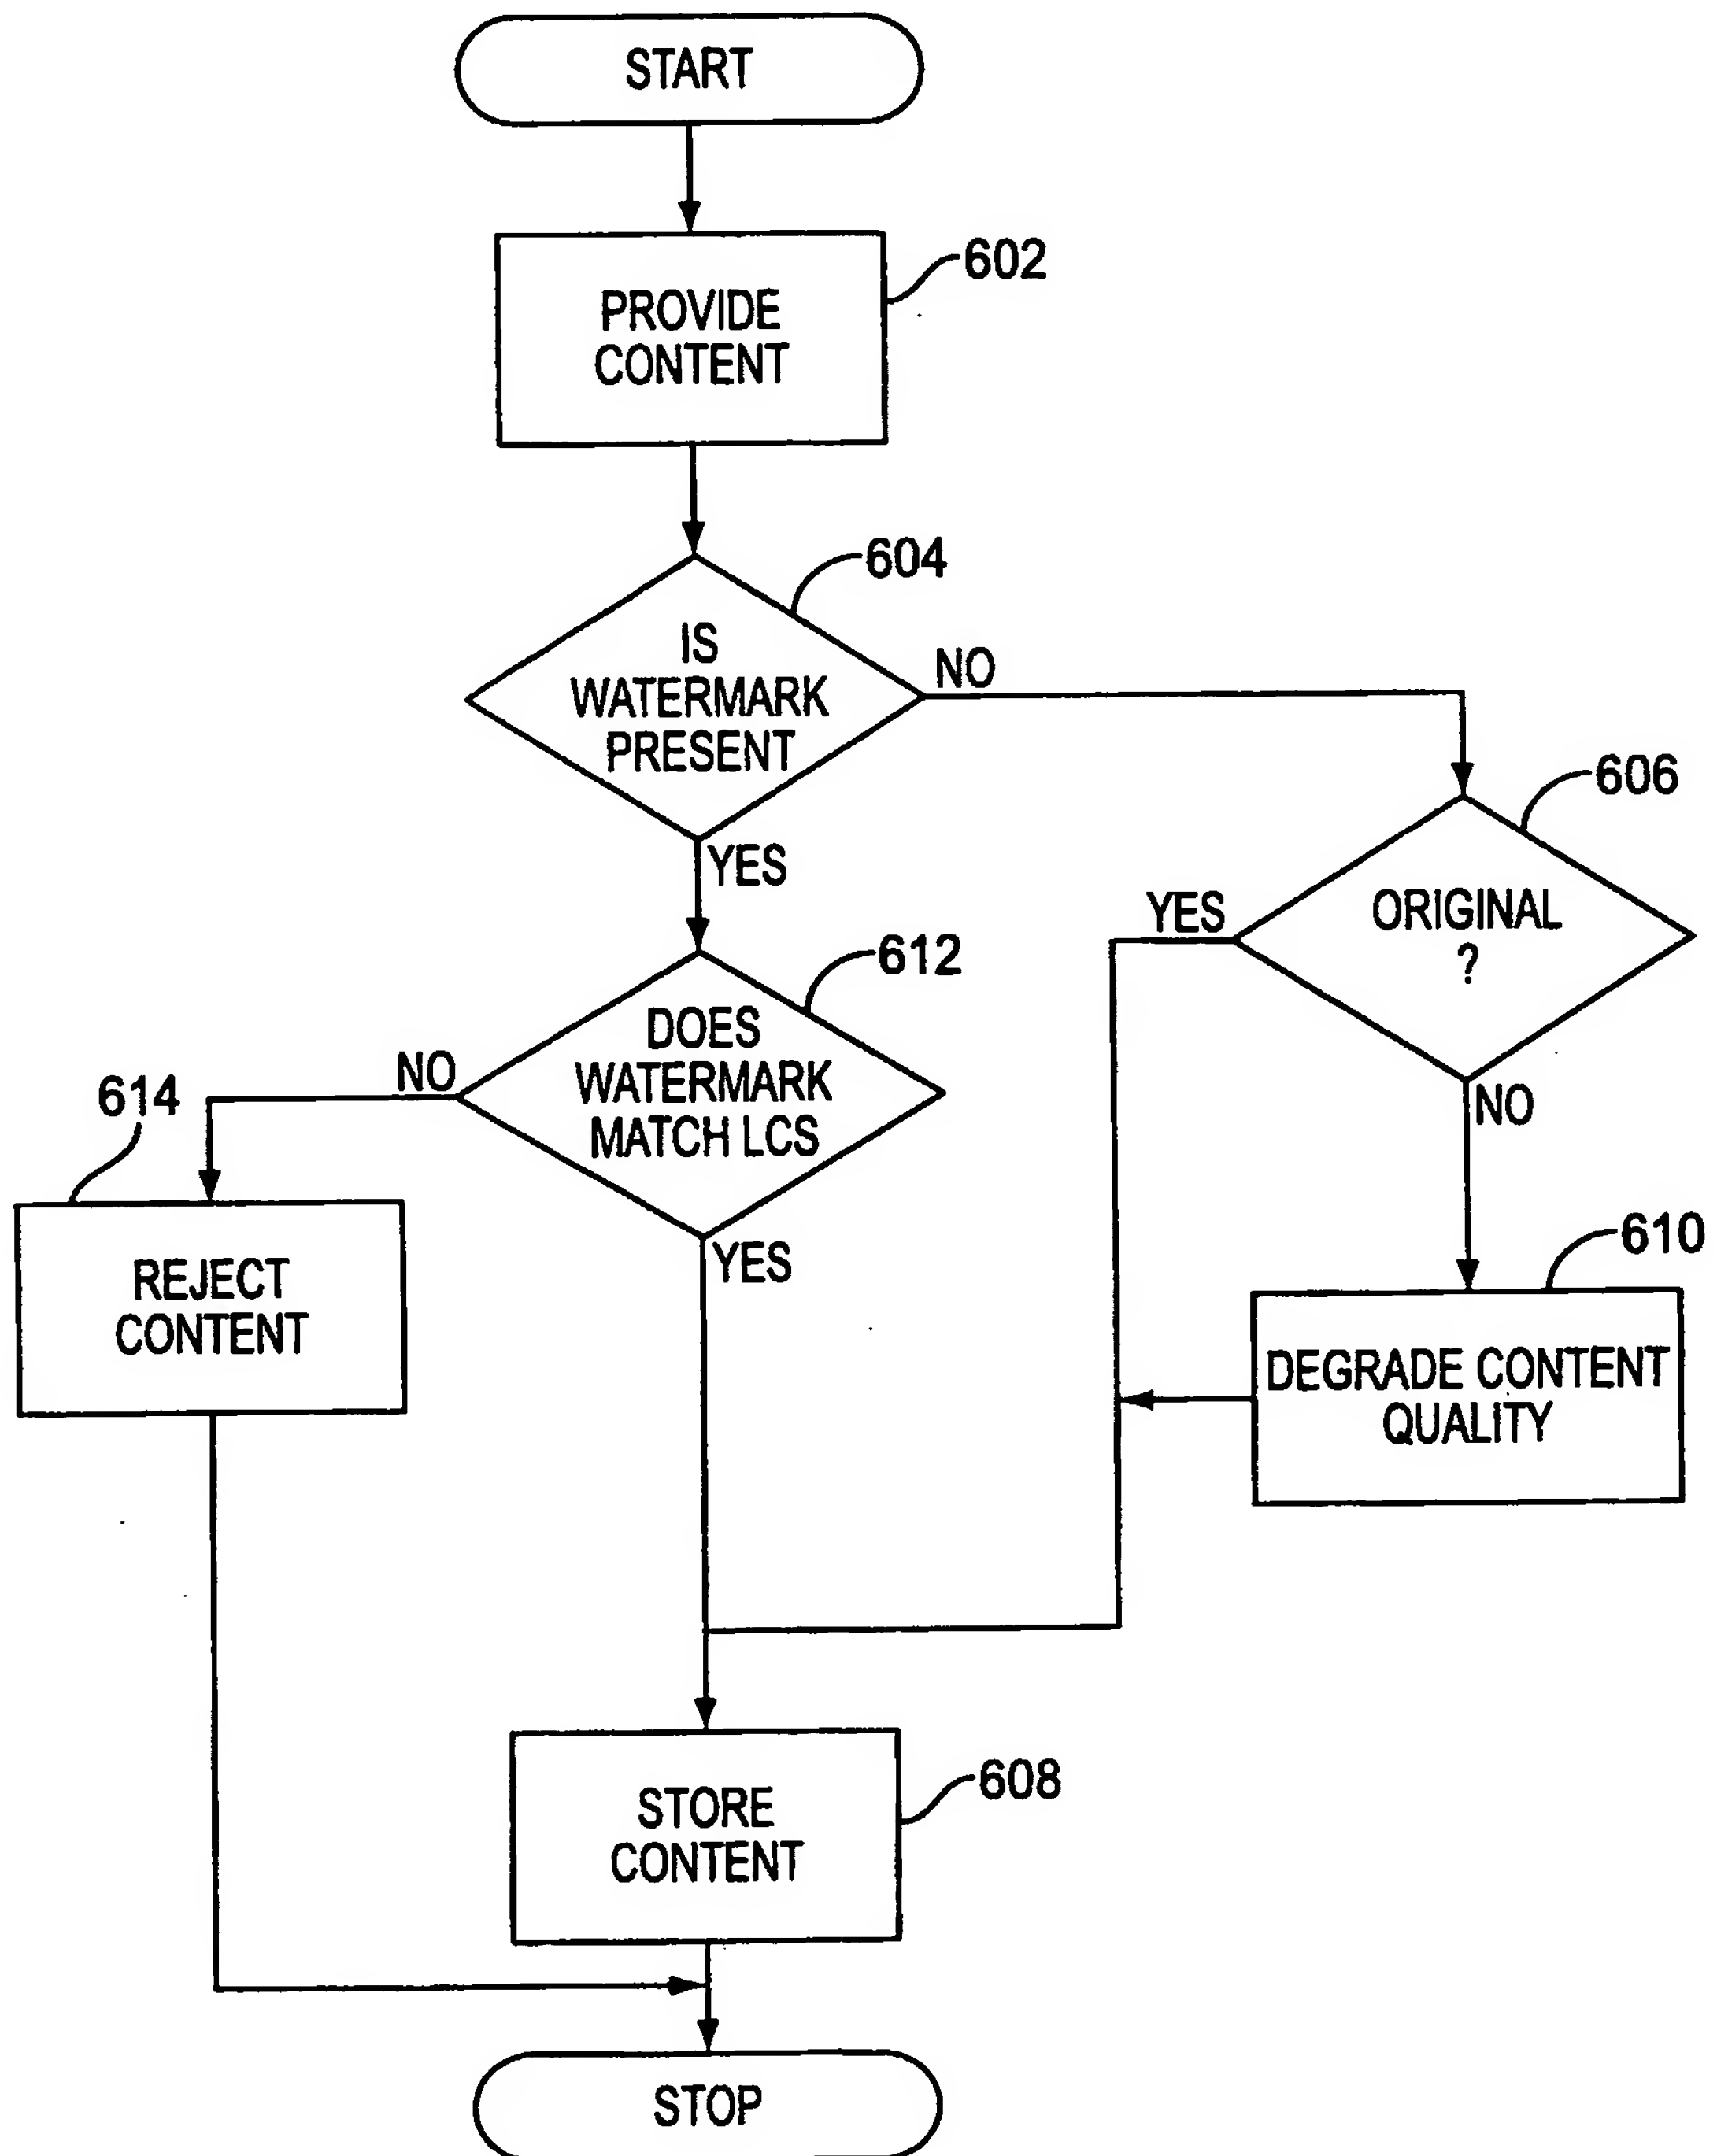 START
PROVIDE
CONTENT
602
IS
WATERMARK
PRESENT
604
NO
YES
ORIGINAL
?
606
YES
NO
DOES
WATERMARK
MATCH LCS
612
NO
YES
614
REJECT
CONTENT
610
DEGRADE CONTENT
QUALITY
STORE
CONTENT
608
STOP